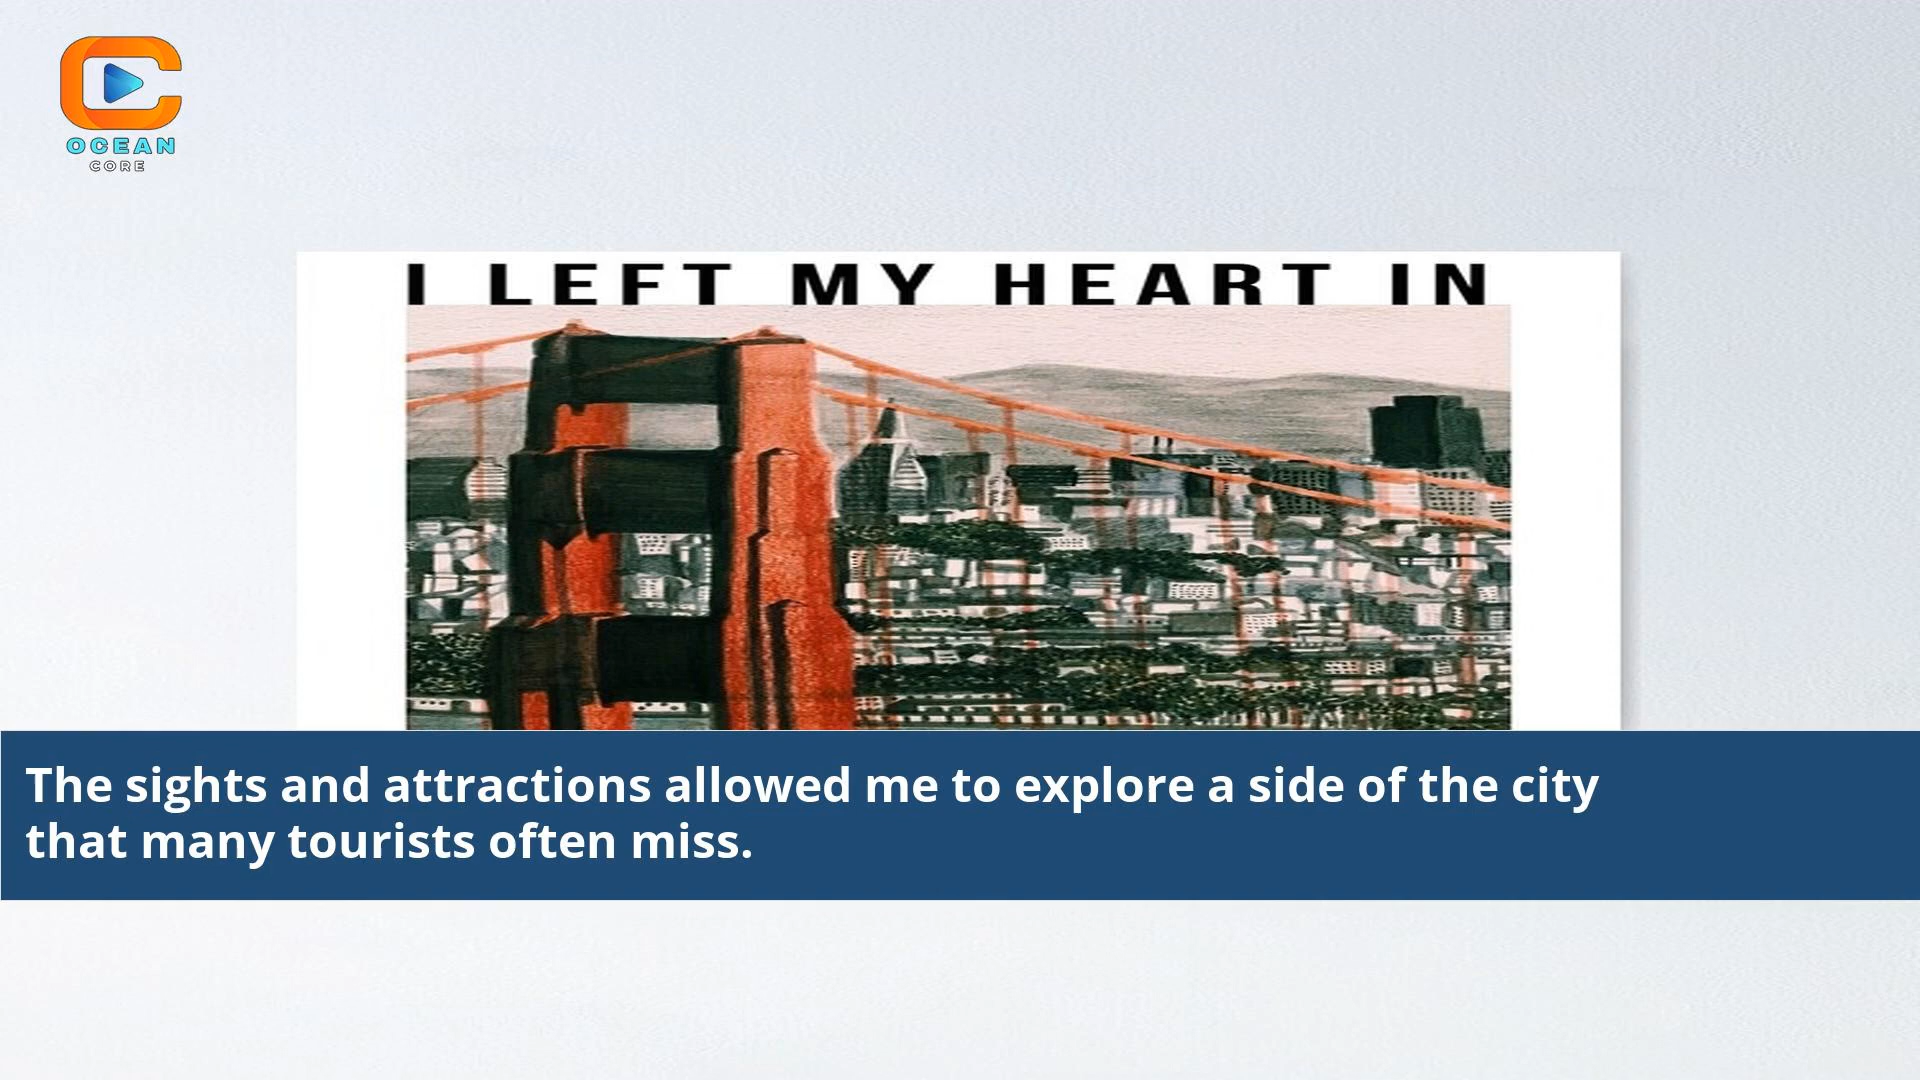 OCEAN
CORE
I LEFT MY HEART IN
The sights and attractions allowed me to explore a side of the city
that many tourists often miss.